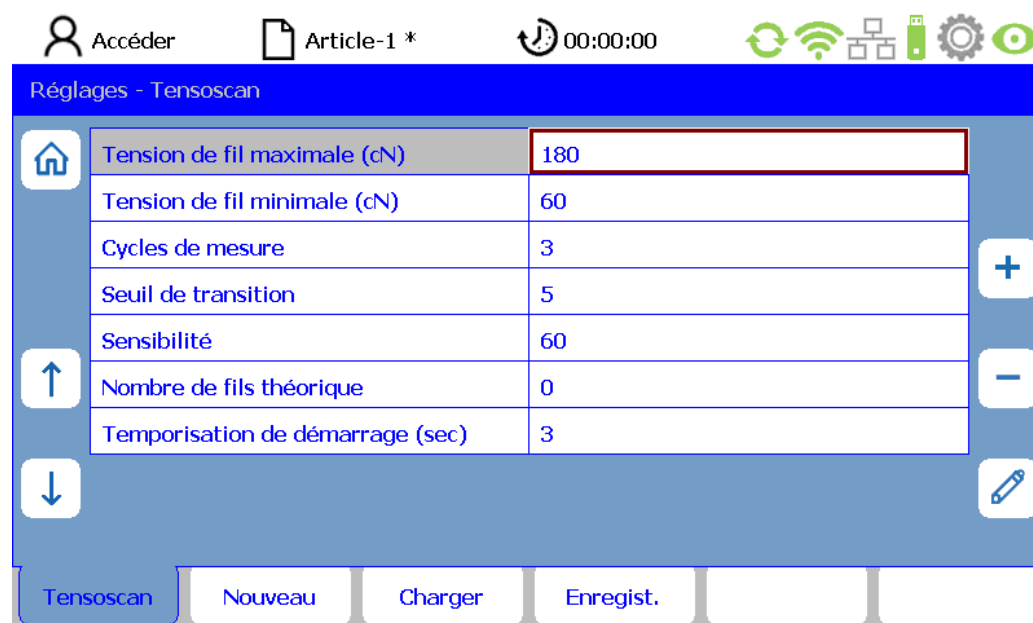 Accéder Article-1 * 00:00:00
Réglages - Tensoscan
Tension de fil maximale (cN) 180
Tension de fil minimale (cN) 60
Cycles de mesure 3
Seuil de transition 5
Sensibilité 60
Nombre de fils théorique 0
Temporisation de démarrage (sec) 3
Tensoscan Nouveau Charger Enregist.